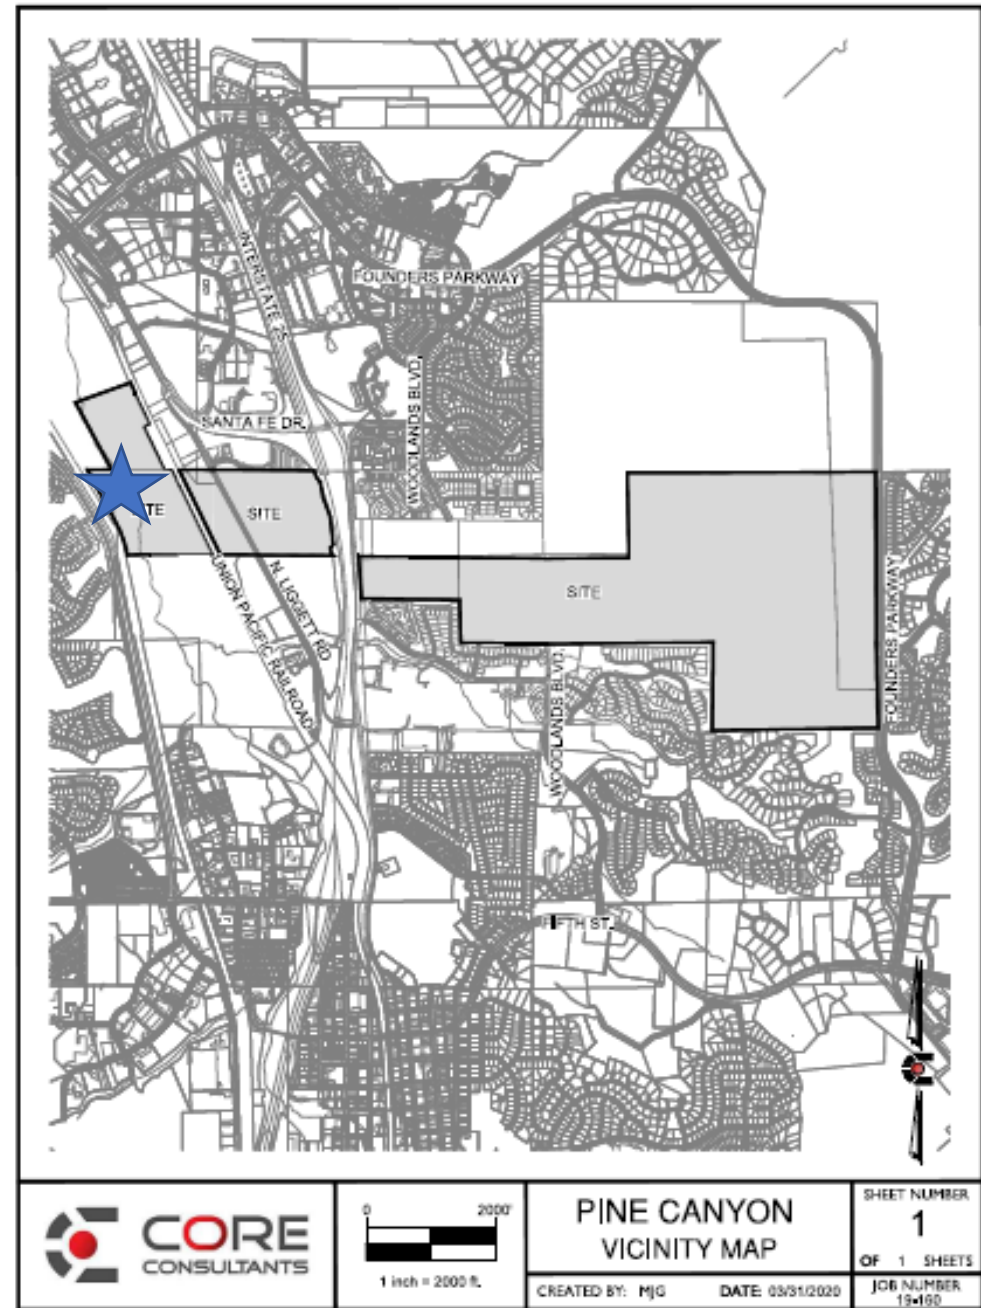 INTERSTATE 25
FOUNDERS PARKWAY
WOODLANDS BLVD.
SANTA FE DR.
SITE
TE
SITE
UNION PACIFIC RAILROAD
N. LIGGETT RD
WOODLANDS BLVD.
FOUNDERS PARKWAY
FIFTH ST.
CORE
CONSULTANTS
0 2000'
1 inch = 2000 ft.
PINE CANYON
VICINITY MAP
CREATED BY: MJG DATE: 03/31/2020
SHEET NUMBER
1
OF 1 SHEETS
JOB NUMBER
19-160